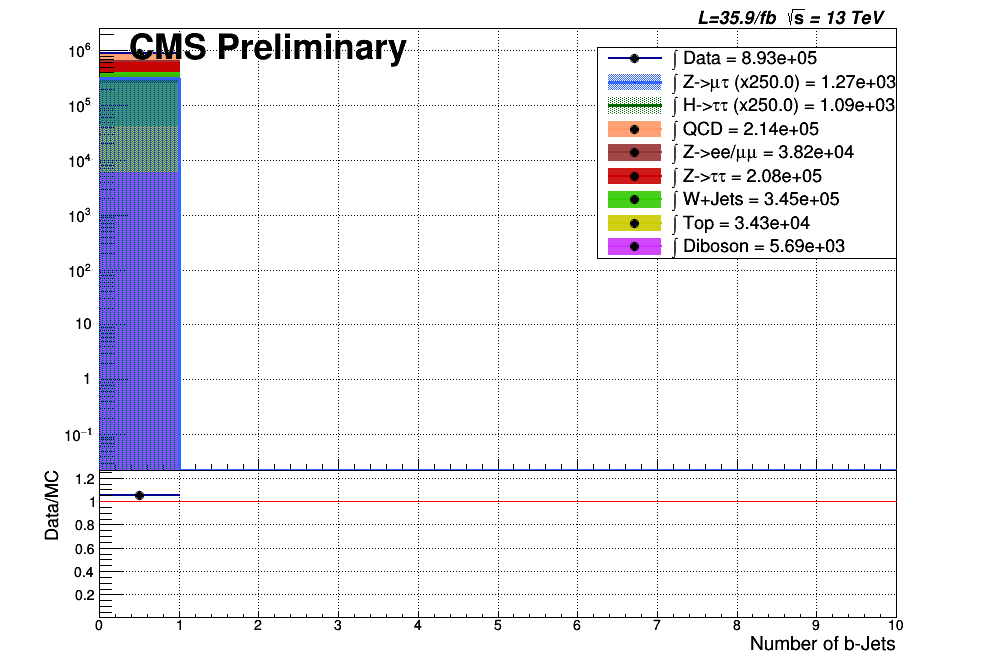 L=35.9/fb √s = 13 TeV
CMS Preliminary
∫ Data = 8.93e+05
∫ Z->μτ (x250.0) = 1.27e+03
∫ H->ττ (x250.0) = 1.09e+03
∫ QCD = 2.14e+05
∫ Z->ee/μμ = 3.82e+04
∫ Z->ττ = 2.08e+05
∫ W+Jets = 3.45e+05
∫ Top = 3.43e+04
∫ Diboson = 5.69e+03
10⁶
10⁵
10⁴
10³
10²
10
1
10⁻¹
Data/MC
1.2
1
0.8
0.6
0.4
0.2
0 1 2 3 4 5 6 7 8 9 10
Number of b-Jets